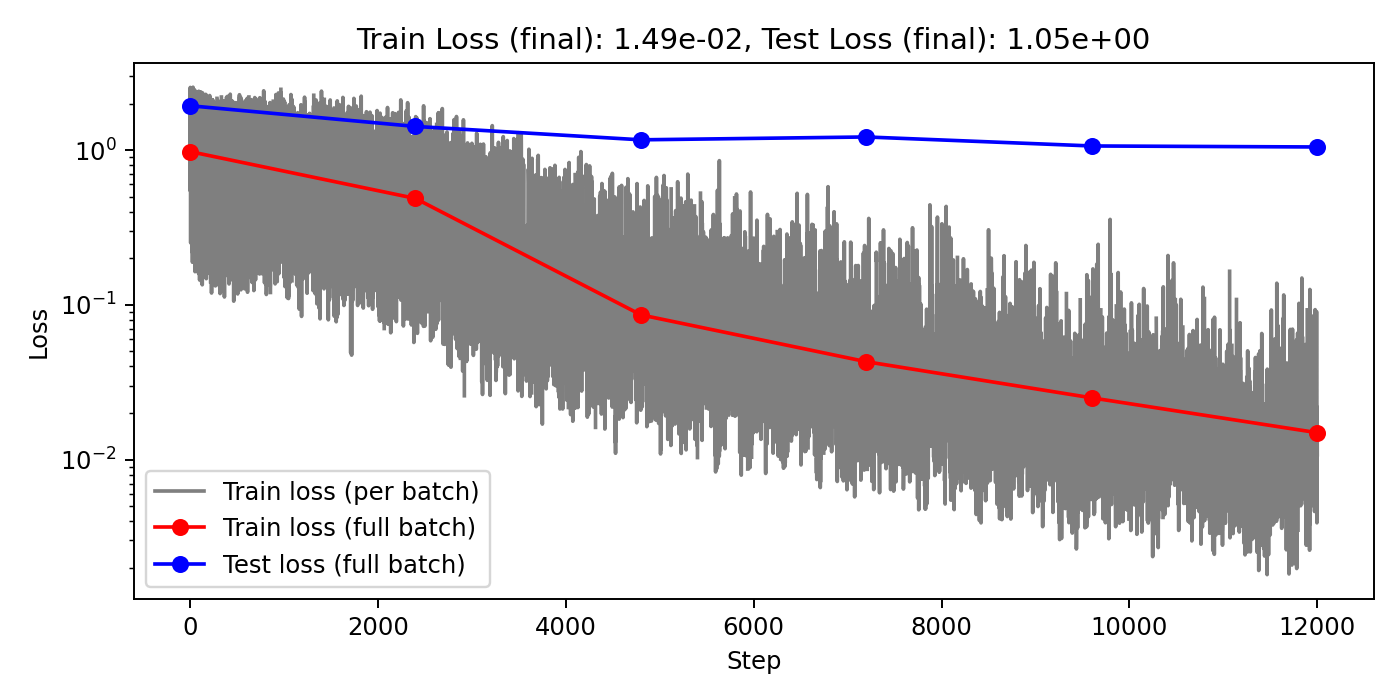 Train Loss (final): 1.49e-02, Test Loss (final): 1.05e+00
Loss
10⁰
10⁻¹
10⁻²
Train loss (per batch)
Train loss (full batch)
Test loss (full batch)
0 2000 4000 6000 8000 10000 12000
Step